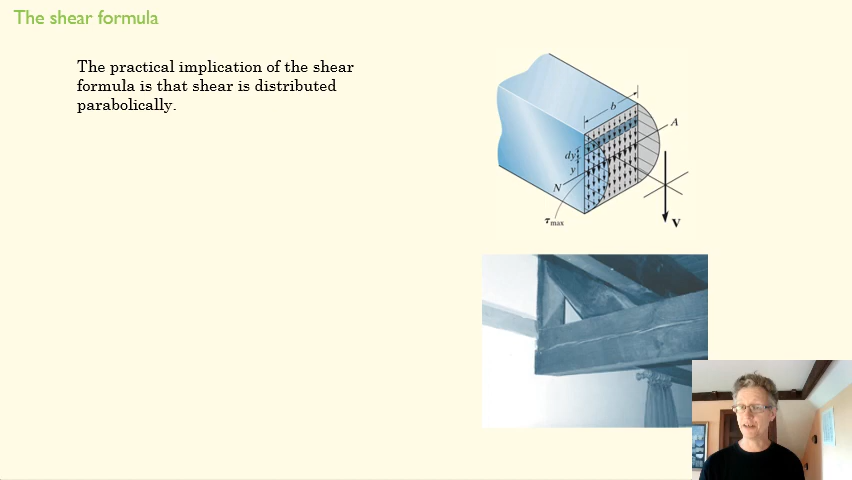 The shear formula
The practical implication of the shear
formula is that shear is distributed
parabolically.
b
A
dy
y
N
τmax
V